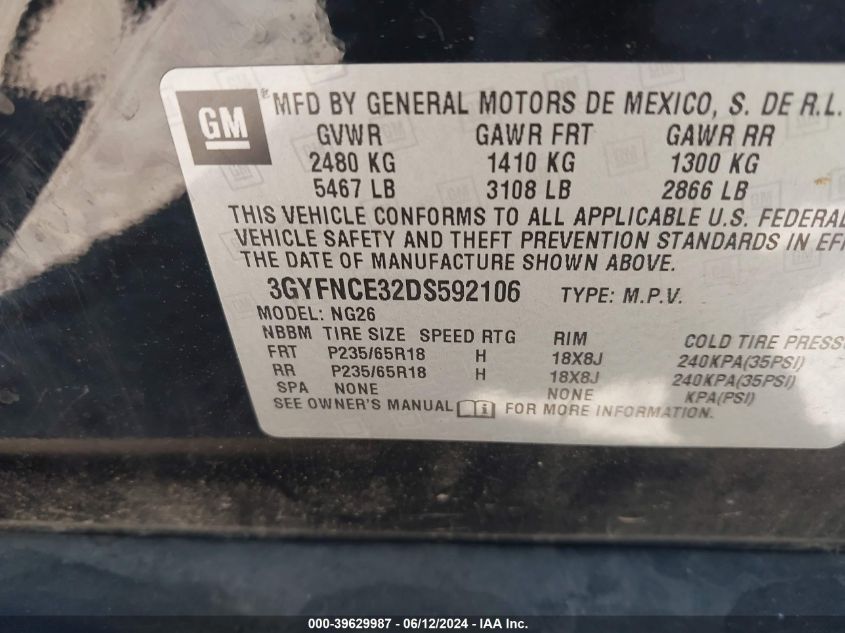 GM ® MFD BY GENERAL MOTORS DE MEXICO, S. DE R.L.
GVWR GAWR FRT GAWR RR
2480 KG 1410 KG 1300 KG
5467 LB 3108 LB 2866 LB
THIS VEHICLE CONFORMS TO ALL APPLICABLE U.S. FEDERAL
VEHICLE SAFETY AND THEFT PREVENTION STANDARDS IN EFF
THE DATE OF MANUFACTURE SHOWN ABOVE.
3GYFNCE32DS592106 TYPE: M.P.V.
MODEL: NG26
NBBM TIRE SIZE SPEED RTG RIM COLD TIRE PRESS
FRT P235/65R18 H 18X8J 240KPA(35PSI)
RR P235/65R18 H 18X8J 240KPA(35PSI)
SPA NONE NONE KPA(PSI)
SEE OWNER'S MANUAL i FOR MORE INFORMATION.
000-39629987 - 06/12/2024 - IAA Inc.